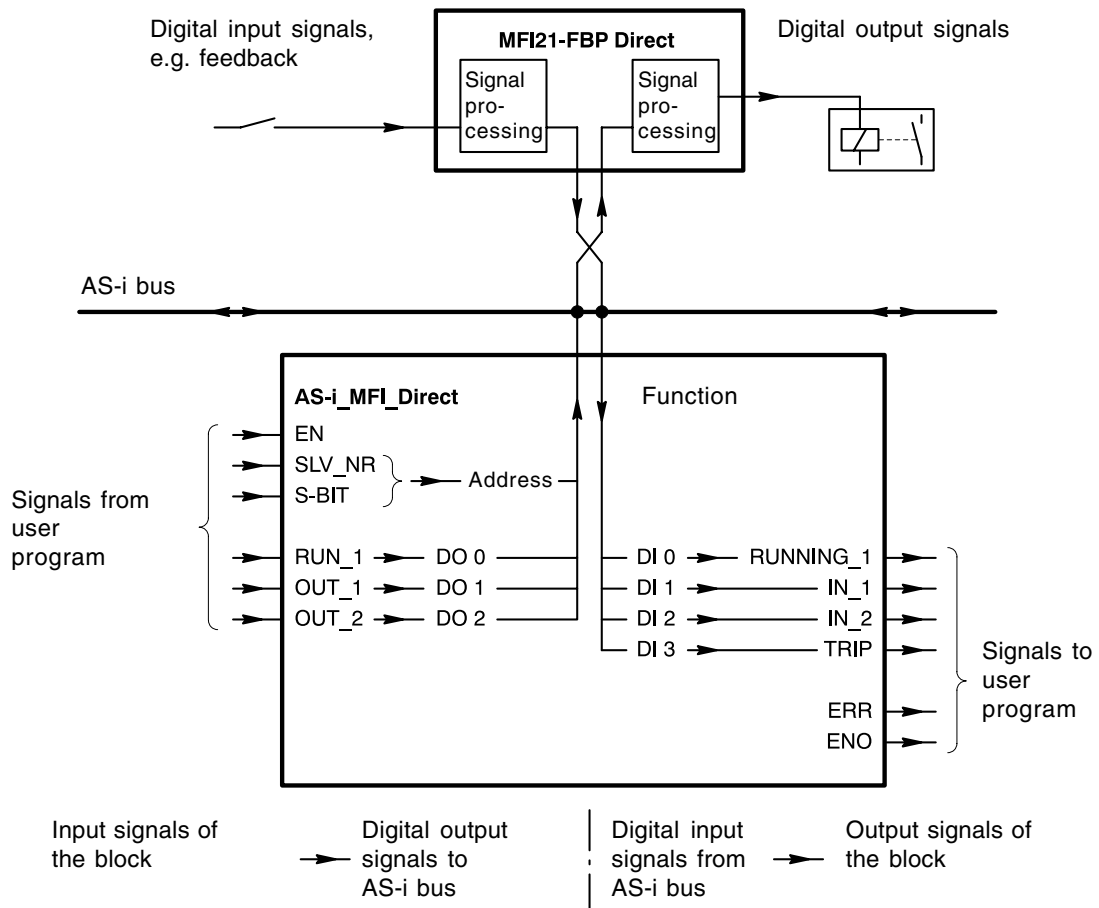 Digital input signals,
e.g. feedback
MFI21-FBP Direct
Digital output signals
Signal
pro-
cessing
Signal
pro-
cessing
AS-i bus
AS-i_MFI_Direct
Function
EN
SLV_NR
S-BIT
Address
Signals from
user
program
RUN_1 DO 0
OUT_1 DO 1
OUT_2 DO 2
DI 0 RUNNING_1
DI 1 IN_1
DI 2 IN_2
DI 3 TRIP
ERR
ENO
Signals to
user
program
Input signals of
the block
Digital output
signals to
AS-i bus
Digital input
signals from
AS-i bus
Output signals of
the block